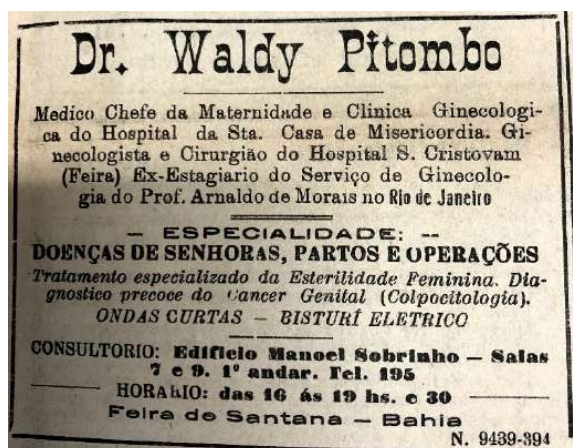 Dr. Waldy Pitombo
Medico Chefe da Maternidade e Clinica Ginecologi-
ca do Hospital da Sta. Casa de Misericordia. Gi-
necologista e Cirurgião do Hospital S. Cristovam
(Feira) Ex-Estagiario do Serviço de Ginecolo-
gia do Prof. Arnaldo de Morais no Rio de Janeiro
— ESPECIALIDADE: --
DOENÇAS DE SENHORAS, PARTOS E OPERAÇÕES
Tratamento especializado da Esterilidade Feminina. Dia-
gnostico precoce do Cancer Genital (Colpocitologia).
ONDAS CURTAS — BISTURÍ ELETRICO
CONSULTORIO: Edificio Manoel Sobrinho — Salas
7 e 9. 1º andar. Tel. 195
HORARIO: das 16 ás 19 hs. e 30
Feira de Santana — Bahia
N. 9439-394